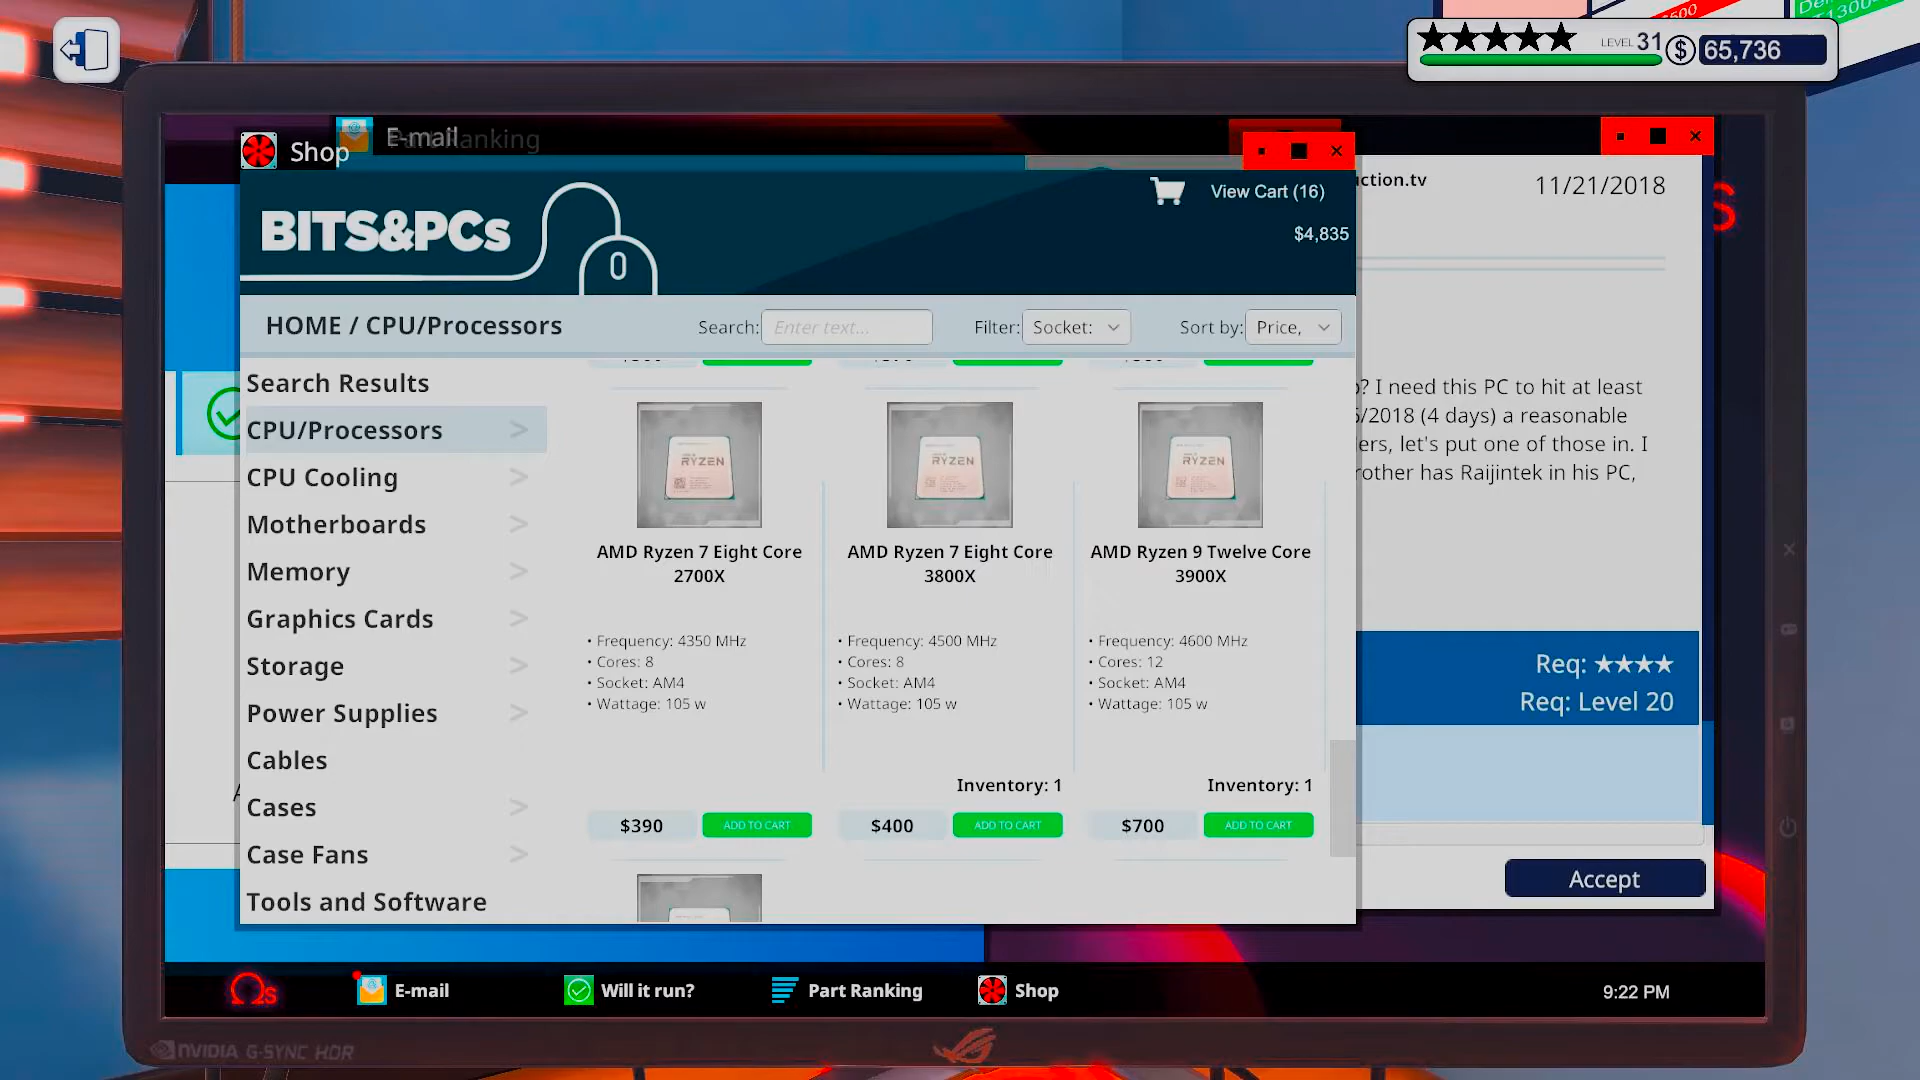 LEVEL 31
$ 65,736
E-mail
Part Ranking
Shop
BITS&PCs
View Cart (16)
$4,835
uction.tv
11/21/2018
HOME / CPU/Processors
Search:
Enter text...
Filter:
Socket:
Sort by:
Price,
Search Results
CPU/Processors >
CPU Cooling >
Motherboards >
Memory >
Graphics Cards >
Storage >
Power Supplies >
Cables
Cases >
Case Fans >
Tools and Software
RYZEN
RYZEN
RYZEN
AMD Ryzen 7 Eight Core
2700X
• Frequency: 4350 MHz
• Cores: 8
• Socket: AM4
• Wattage: 105 w
$390
ADD TO CART
AMD Ryzen 7 Eight Core
3800X
• Frequency: 4500 MHz
• Cores: 8
• Socket: AM4
• Wattage: 105 w
Inventory: 1
$400
ADD TO CART
AMD Ryzen 9 Twelve Core
3900X
• Frequency: 4600 MHz
• Cores: 12
• Socket: AM4
• Wattage: 105 w
Inventory: 1
$700
ADD TO CART
? I need this PC to hit at least
/2018 (4 days) a reasonable
ers, let's put one of those in. I
rother has Raijintek in his PC,
Req: ★★★★
Req: Level 20
Accept
Ωs
E-mail
Will it run?
Part Ranking
Shop
9:22 PM
NVIDIA G-SYNC HDR